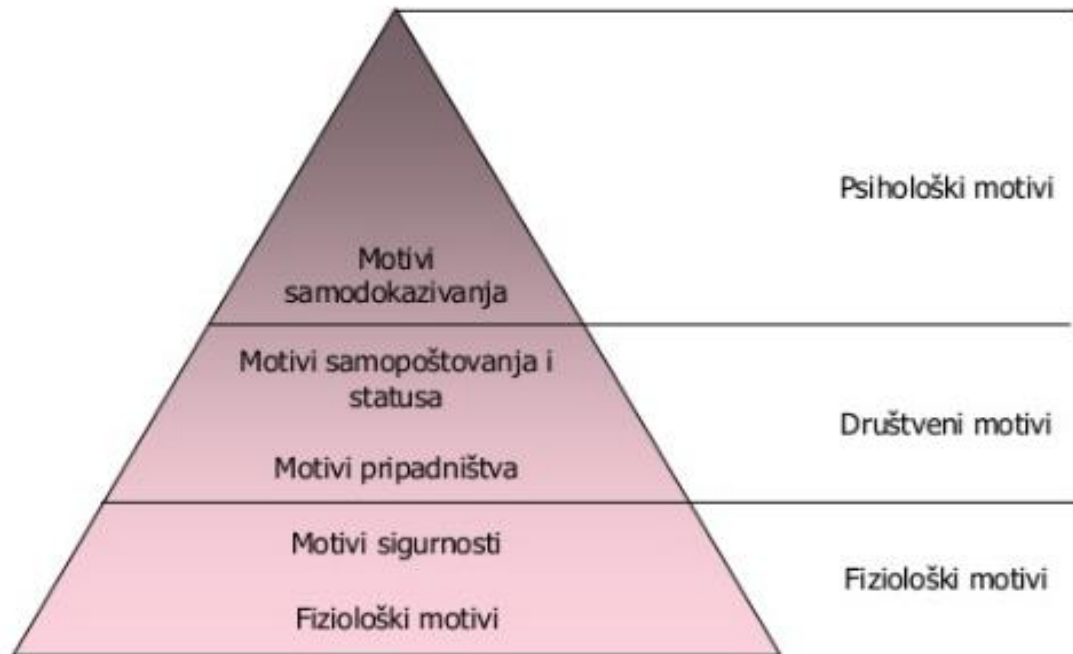 Psihološki motivi
Motivi
samodokazivanja
Motivi samopoštovanja i
statusa
Društveni motivi
Motivi pripadništva
Motivi sigurnosti
Fiziološki motivi
Fiziološki motivi